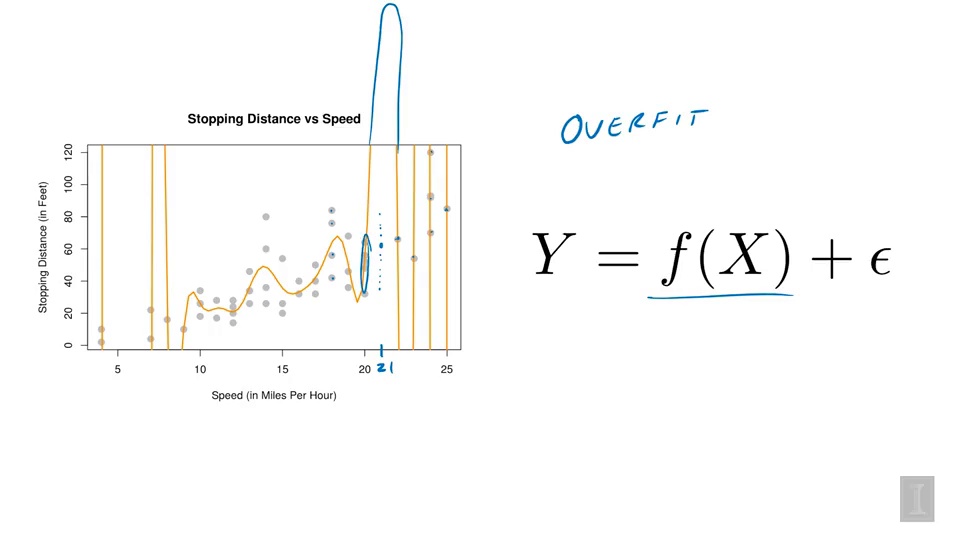 OVERFIT
Stopping Distance vs Speed
Stopping Distance (in Feet)
120
100
80
60
40
20
0
5 10 15 20 21 25
Speed (in Miles Per Hour)
Y = f(X) + ϵ
I